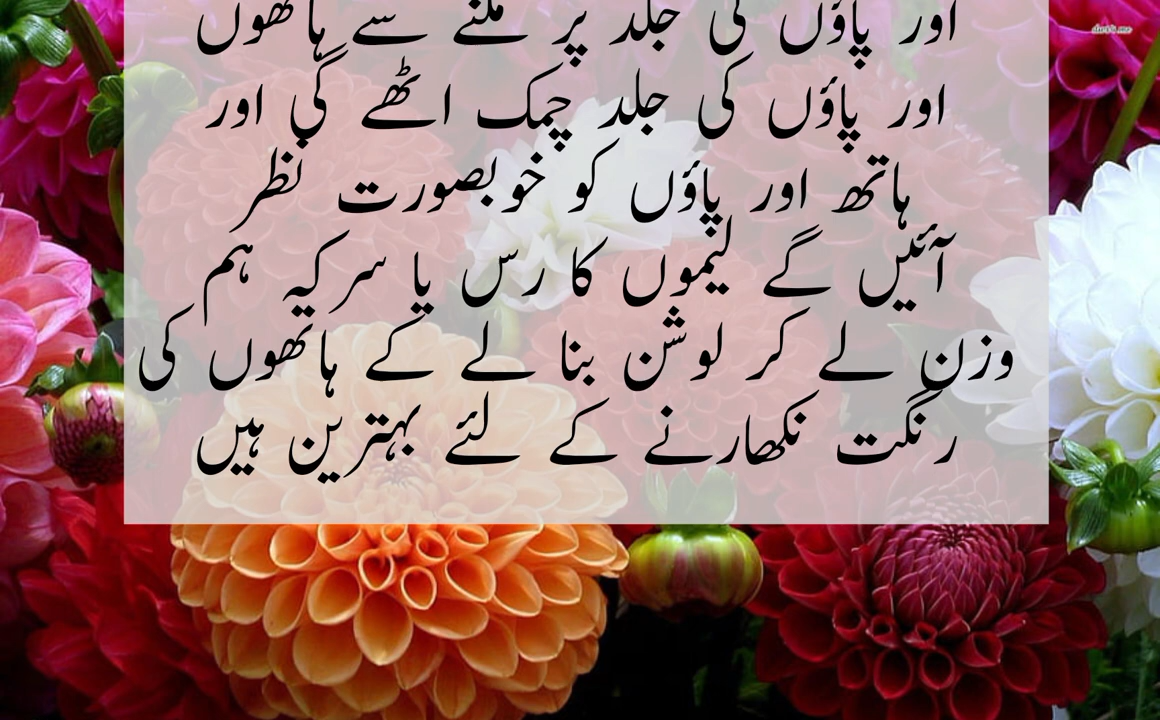 اور پاؤں کی جلد پر ملنے سے ہاتھوں
اور پاؤں کی جلد چمک اٹھے گی اور
ہاتھ اور پاؤں کو خوبصورت نظر
آئیں گے لیموں کا رس یا سرکہ ہم
وزن لے کر لوشن بنا لے کے ہاتھوں کی
رنگت نکھارنے کے لئے بہترین ہیں